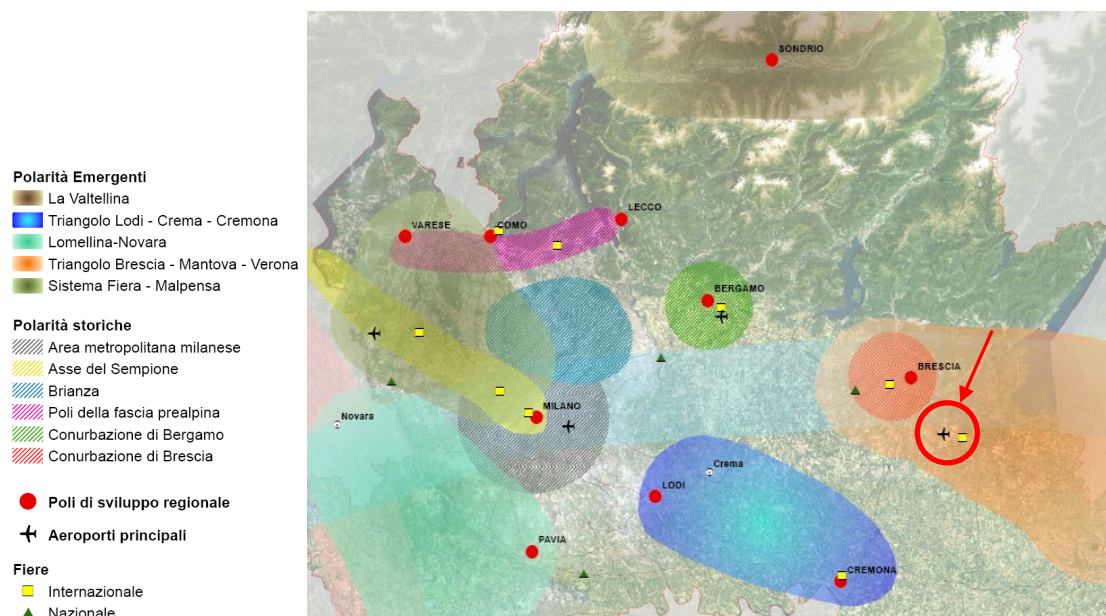 Polarità Emergenti
La Valtellina
Triangolo Lodi - Crema - Cremona
Lomellina-Novara
Triangolo Brescia - Mantova - Verona
Sistema Fiera - Malpensa
Polarità storiche
Area metropolitana milanese
Asse del Sempione
Brianza
Poli della fascia prealpina
Conurbazione di Bergamo
Conurbazione di Brescia
Poli di sviluppo regionale
Aeroporti principali
Fiere
Internazionale
Nazionale
SONDRIO
LECCO
VARESE
COMO
BERGAMO
BRESCIA
MILANO
Novara
Crema
LODI
PAVIA
CREMONA